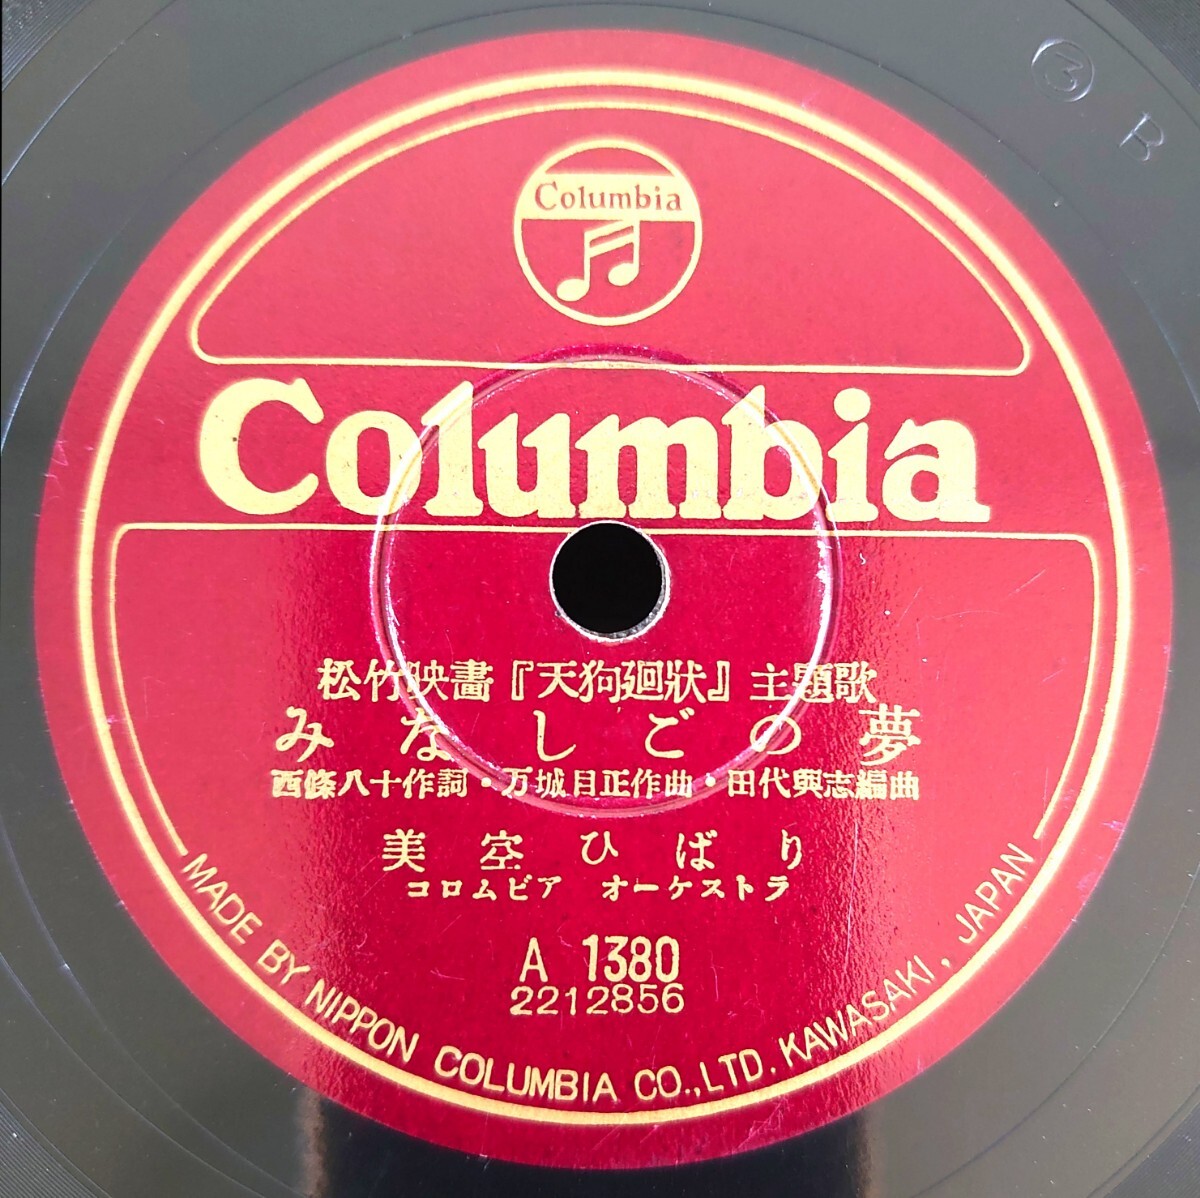 Columbia
Columbia
松竹映畫『天狗廻狀』主題歌
みなしごの夢
西條八十作詞・万城目正作曲・田代與志編曲
美空ひばり
コロムビア オーケストラ
A 1380
2212856
MADE BY NIPPON COLUMBIA CO., LTD. KAWASAKI, JAPAN
3 B